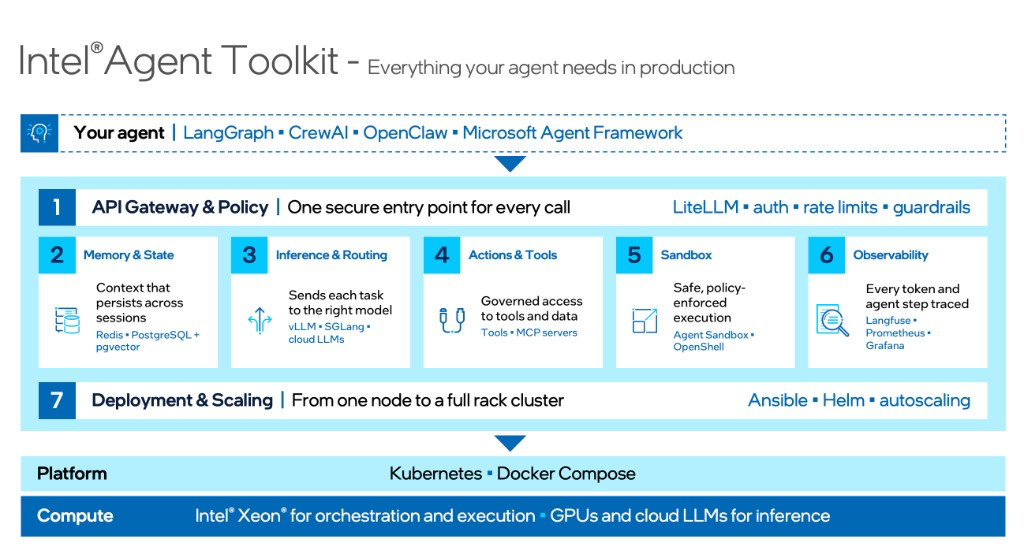 Intel® Agent Toolkit - Everything your agent needs in production
Your agent | LangGraph ▪ CrewAI ▪ OpenClaw ▪ Microsoft Agent Framework
1 API Gateway & Policy | One secure entry point for every call LiteLLM ▪ auth ▪ rate limits ▪ guardrails
2 Memory & State
Context that
persists across
sessions
Redis ▪ PostgreSQL +
pgvector
3 Inference & Routing
Sends each task
to the right model
vLLM ▪ SGLang ▪
cloud LLMs
4 Actions & Tools
Governed access
to tools and data
Tools ▪ MCP servers
5 Sandbox
Safe, policy-
enforced
execution
Agent Sandbox ▪
OpenShell
6 Observability
Every token and
agent step traced
Langfuse ▪
Prometheus ▪
Grafana
7 Deployment & Scaling | From one node to a full rack cluster Ansible ▪ Helm ▪ autoscaling
Platform Kubernetes ▪ Docker Compose
Compute Intel® Xeon® for orchestration and execution ▪ GPUs and cloud LLMs for inference